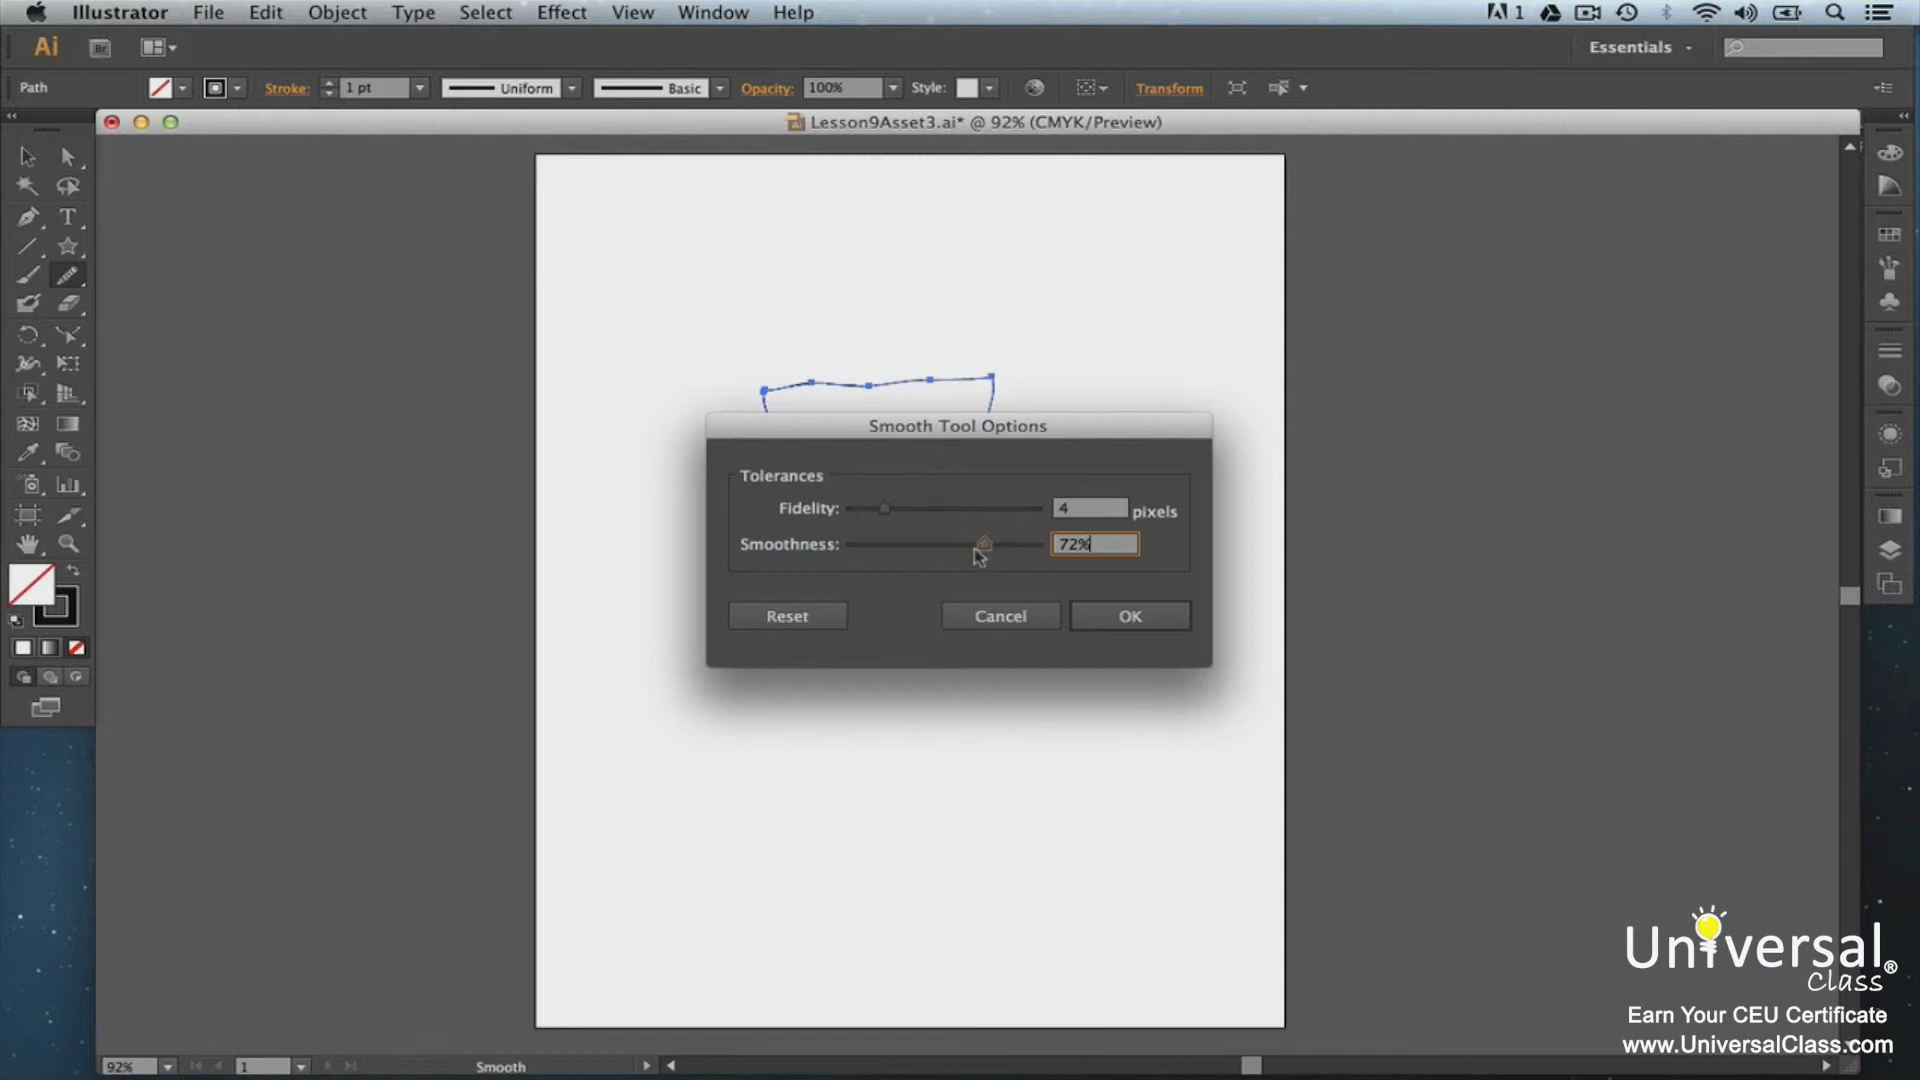 Illustrator File Edit Object Type Select Effect View Window Help 1
Ai Br Essentials
Path Stroke: 1 pt Uniform Basic Opacity: 100% Style: Transform
Lesson9Asset3.ai* @ 92% (CMYK/Preview)
T
Smooth Tool Options
Tolerances
Fidelity: 4 pixels
Smoothness: 72%
Reset Cancel OK
Universal®
Class
Earn Your CEU Certificate
www.UniversalClass.com
92% 1 Smooth